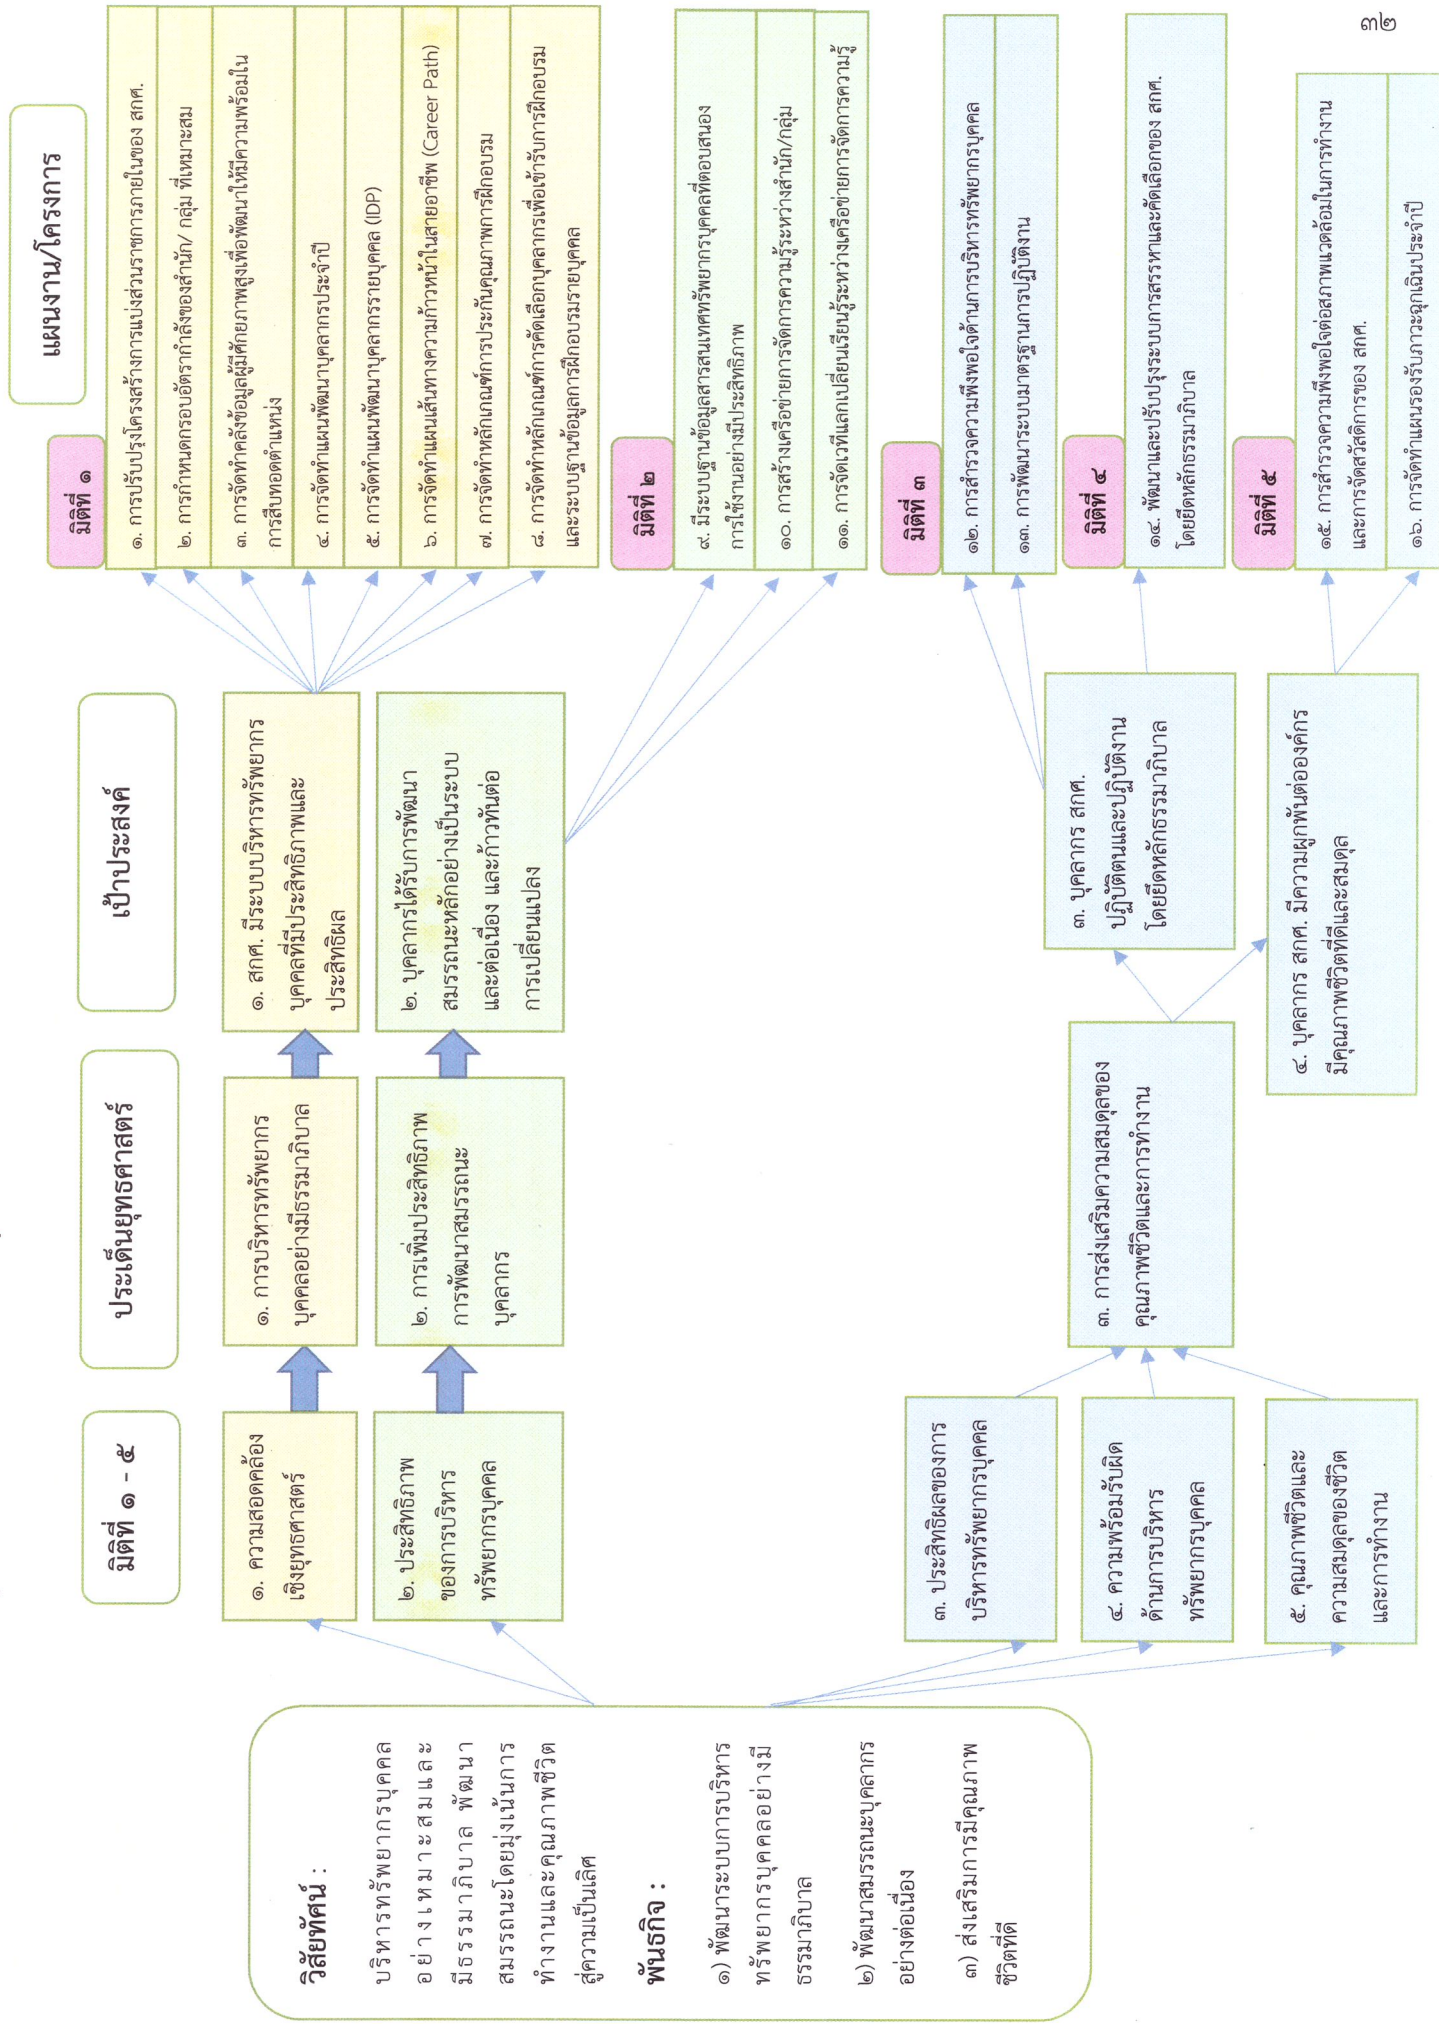 ๓๒
มิติที่ ๑ - ๕
ประเด็นยุทธศาสตร์
เป้าประสงค์
แผนงาน/โครงการ
วิสัยทัศน์ :
บริหารทรัพยากรบุคคล
อย่างเหมาะสมและ
มีธรรมาภิบาล พัฒนา
สมรรถนะโดยมุ่งเน้นการ
ทำงานและคุณภาพชีวิต
สู่ความเป็นเลิศ
พันธกิจ :
๑) พัฒนาระบบการบริหาร
ทรัพยากรบุคคลอย่างมี
ธรรมาภิบาล
๒) พัฒนาสมรรถนะบุคลากร
อย่างต่อเนื่อง
๓) ส่งเสริมการมีคุณภาพ
ชีวิตที่ดี
๑. ความสอดคล้อง
เชิงยุทธศาสตร์
๒. ประสิทธิภาพ
ของการบริหาร
ทรัพยากรบุคคล
๓. ประสิทธิผลของการ
บริหารทรัพยากรบุคคล
๔. ความพร้อมรับผิด
ด้านการบริหาร
ทรัพยากรบุคคล
๕. คุณภาพชีวิตและ
ความสมดุลของชีวิต
และการทำงาน
๑. การบริหารทรัพยากร
บุคคลอย่างมีธรรมาภิบาล
๒. การเพิ่มประสิทธิภาพ
การพัฒนาสมรรถนะ
บุคลากร
๓. การส่งเสริมความสมดุลของ
คุณภาพชีวิตและการทำงาน
๑. สกศ. มีระบบบริหารทรัพยากร
บุคคลที่มีประสิทธิภาพและ
ประสิทธิผล
๒. บุคลากรได้รับการพัฒนา
สมรรถนะหลักอย่างเป็นระบบ
และต่อเนื่อง และก้าวทันต่อ
การเปลี่ยนแปลง
๓. บุคลากร สกศ.
ปฏิบัติตนและปฏิบัติงาน
โดยยึดหลักธรรมาภิบาล
๔. บุคลากร สกศ. มีความผูกพันต่อองค์กร
มีคุณภาพชีวิตที่ดีและสมดุล
มิติที่ ๑
๑. การปรับปรุงโครงสร้างการแบ่งส่วนราชการภายในของ สกศ.
๒. การกำหนดกรอบอัตรากำลังของสำนัก/ กลุ่ม ที่เหมาะสม
๓. การจัดทำคลังข้อมูลผู้มีศักยภาพสูงเพื่อพัฒนาให้มีความพร้อมใน
การสืบทอดตำแหน่ง
๔. การจัดทำแผนพัฒนาบุคลากรประจำปี
๕. การจัดทำแผนพัฒนาบุคลากรรายบุคคล (IDP)
๖. การจัดทำแผนเส้นทางความก้าวหน้าในสายอาชีพ (Career Path)
๗. การจัดทำหลักเกณฑ์การประกันคุณภาพการฝึกอบรม
๘. การจัดทำหลักเกณฑ์การคัดเลือกบุคลากรเพื่อเข้ารับการฝึกอบรม
และระบบฐานข้อมูลการฝึกอบรมรายบุคคล
มิติที่ ๒
๙. มีระบบฐานข้อมูลสารสนเทศทรัพยากรบุคคลที่ตอบสนอง
การใช้งานอย่างมีประสิทธิภาพ
๑๐. การสร้างเครือข่ายการจัดการความรู้ระหว่างสำนัก/กลุ่ม
๑๑. การจัดเวทีแลกเปลี่ยนเรียนรู้ระหว่างเครือข่ายการจัดการความรู้
มิติที่ ๓
๑๒. การสำรวจความพึงพอใจด้านการบริหารทรัพยากรบุคคล
๑๓. การพัฒนาระบบมาตรฐานการปฏิบัติงาน
มิติที่ ๔
๑๔. พัฒนาและปรับปรุงระบบการสรรหาและคัดเลือกของ สกศ.
โดยยึดหลักธรรมาภิบาล
มิติที่ ๕
๑๕. การสำรวจความพึงพอใจต่อสภาพแวดล้อมในการทำงาน
และการจัดสวัสดิการของ สกศ.
๑๖. การจัดทำแผนรองรับภาวะฉุกเฉินประจำปี